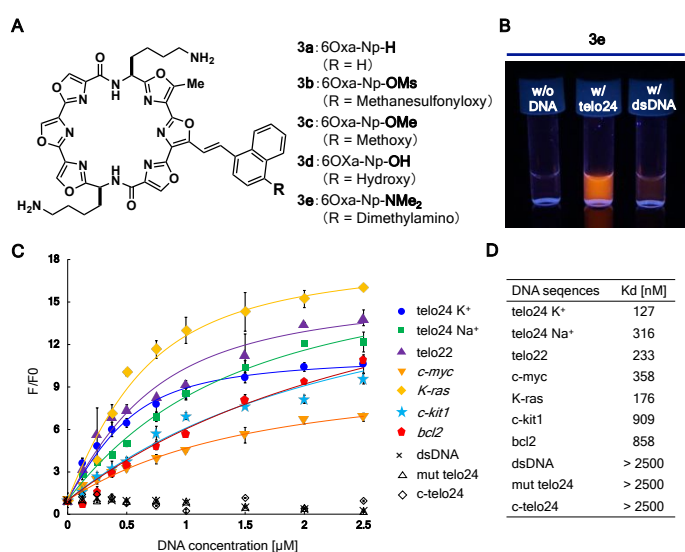 A
NH₂
O
N
H
O
N
Me
N
O
O
N
N
O
O
N
N
O
R
H₂N
O
H
N
3a:6Oxa-Np-H
(R = H)
3b:6Oxa-Np-OMs
(R = Methanesulfonyloxy)
3c:6Oxa-Np-OMe
(R = Methoxy)
3d:6OXa-Np-OH
(R = Hydroxy)
3e:6Oxa-Np-NMe₂
(R = Dimethylamino)
B
3e
w/o
DNA
w/
telo24
w/
dsDNA
C
F/F0
18
15
12
9
6
3
0
0
0.5
1
1.5
2
2.5
DNA concentration [µM]
telo24 K⁺
telo24 Na⁺
telo22
c-myc
K-ras
c-kit1
bcl2
dsDNA
mut telo24
c-telo24
D
DNA seqences Kd [nM]
telo24 K⁺ 127
telo24 Na⁺ 316
telo22 233
c-myc 358
K-ras 176
c-kit1 909
bcl2 858
dsDNA > 2500
mut telo24 > 2500
c-telo24 > 2500